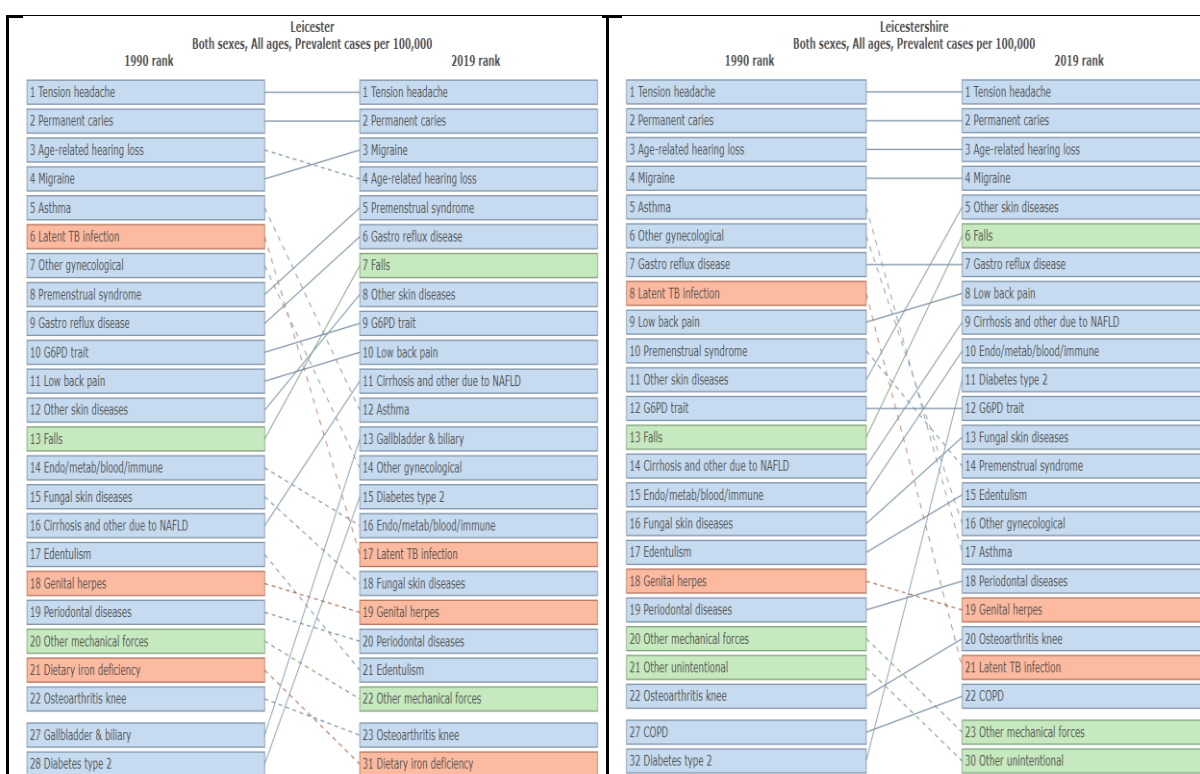 Leicester
Both sexes, All ages, Prevalent cases per 100,000
1990 rank
2019 rank
1 Tension headache
2 Permanent caries
3 Age-related hearing loss
4 Migraine
5 Asthma
6 Latent TB infection
7 Other gynecological
8 Premenstrual syndrome
9 Gastro reflux disease
10 G6PD trait
11 Low back pain
12 Other skin diseases
13 Falls
14 Endo/metab/blood/immune
15 Fungal skin diseases
16 Cirrhosis and other due to NAFLD
17 Edentulism
18 Genital herpes
19 Periodontal diseases
20 Other mechanical forces
21 Dietary iron deficiency
22 Osteoarthritis knee
27 Gallbladder & biliary
28 Diabetes type 2
1 Tension headache
2 Permanent caries
3 Migraine
4 Age-related hearing loss
5 Premenstrual syndrome
6 Gastro reflux disease
7 Falls
8 Other skin diseases
9 G6PD trait
10 Low back pain
11 Cirrhosis and other due to NAFLD
12 Asthma
13 Gallbladder & biliary
14 Other gynecological
15 Diabetes type 2
16 Endo/metab/blood/immune
17 Latent TB infection
18 Fungal skin diseases
19 Genital herpes
20 Periodontal diseases
21 Edentulism
22 Other mechanical forces
23 Osteoarthritis knee
31 Dietary iron deficiency
Leicestershire
Both sexes, All ages, Prevalent cases per 100,000
1990 rank
2019 rank
1 Tension headache
2 Permanent caries
3 Age-related hearing loss
4 Migraine
5 Asthma
6 Other gynecological
7 Gastro reflux disease
8 Latent TB infection
9 Low back pain
10 Premenstrual syndrome
11 Other skin diseases
12 G6PD trait
13 Falls
14 Cirrhosis and other due to NAFLD
15 Endo/metab/blood/immune
16 Fungal skin diseases
17 Edentulism
18 Genital herpes
19 Periodontal diseases
20 Other mechanical forces
21 Other unintentional
22 Osteoarthritis knee
27 COPD
32 Diabetes type 2
1 Tension headache
2 Permanent caries
3 Age-related hearing loss
4 Migraine
5 Other skin diseases
6 Falls
7 Gastro reflux disease
8 Low back pain
9 Cirrhosis and other due to NAFLD
10 Endo/metab/blood/immune
11 Diabetes type 2
12 G6PD trait
13 Fungal skin diseases
14 Premenstrual syndrome
15 Edentulism
16 Other gynecological
17 Asthma
18 Periodontal diseases
19 Genital herpes
20 Osteoarthritis knee
21 Latent TB infection
22 COPD
23 Other mechanical forces
30 Other unintentional